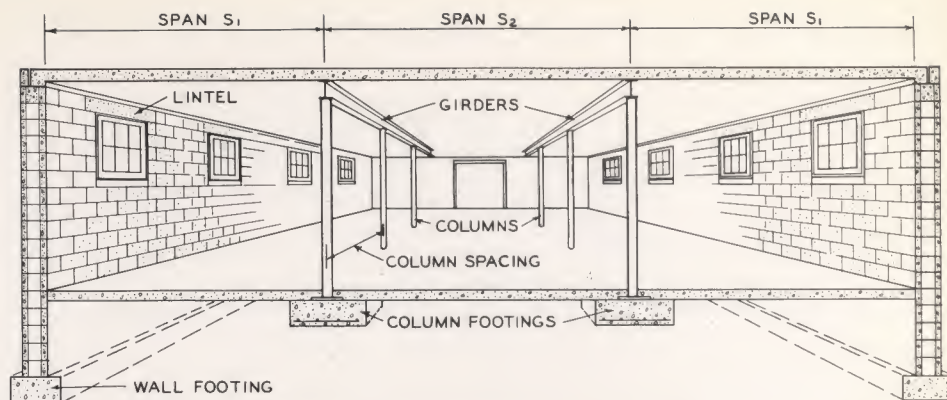 SPAN S₁
SPAN S₂
SPAN S₁
LINTEL
GIRDERS
COLUMNS
COLUMN SPACING
COLUMN FOOTINGS
WALL FOOTING